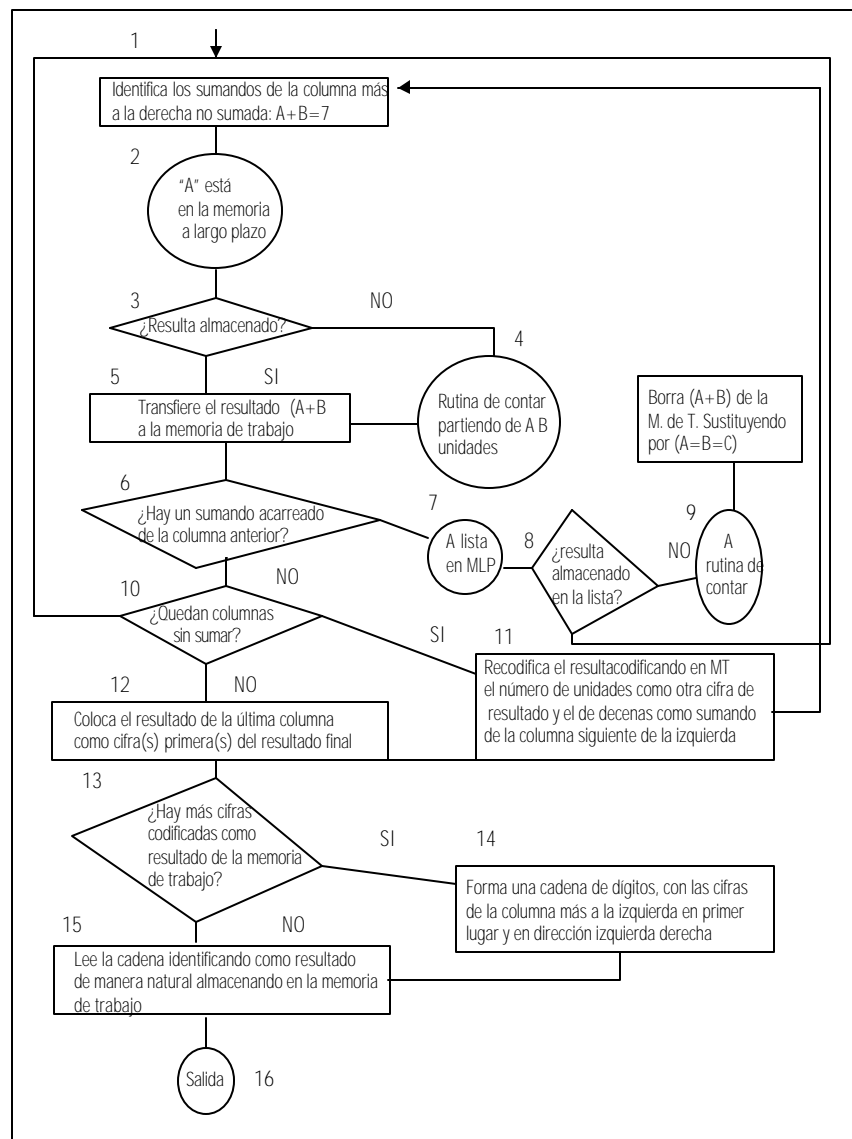 1
Identifica los sumandos de la columna más
a la derecha no sumada: A+B=7
2
"A" está
en la memoria
a largo plazo
3
NO
¿Resulta almacenado?
4
5
SI
Transfiere el resultado (A+B
a la memoria de trabajo
Rutina de contar
partiendo de A B
unidades
Borra (A+B) de la
M. de T. Sustituyendo
por (A=B=C)
6
¿Hay un sumando acarreado
de la columna anterior?
7
A lista
en MLP
8
¿resulta
almacenado
en la lista?
NO
9
A
rutina de
contar
10
NO
¿Quedan columnas
sin sumar?
SI
11
Recodifica el resultacodificando en MT
el número de unidades como otra cifra de
resultado y el de decenas como sumando
de la columna siguiente de la izquierda
12
NO
Coloca el resultado de la última columna
como cifra(s) primera(s) del resultado final
13
¿Hay más cifras
codificadas como
resultado de la memoria
de trabajo?
SI
14
Forma una cadena de dígitos, con las cifras
de la columna más a la izquierda en primer
lugar y en dirección izquierda derecha
15
NO
Lee la cadena identificando como resultado
de manera natural almacenando en la memoria
de trabajo
Salida
16